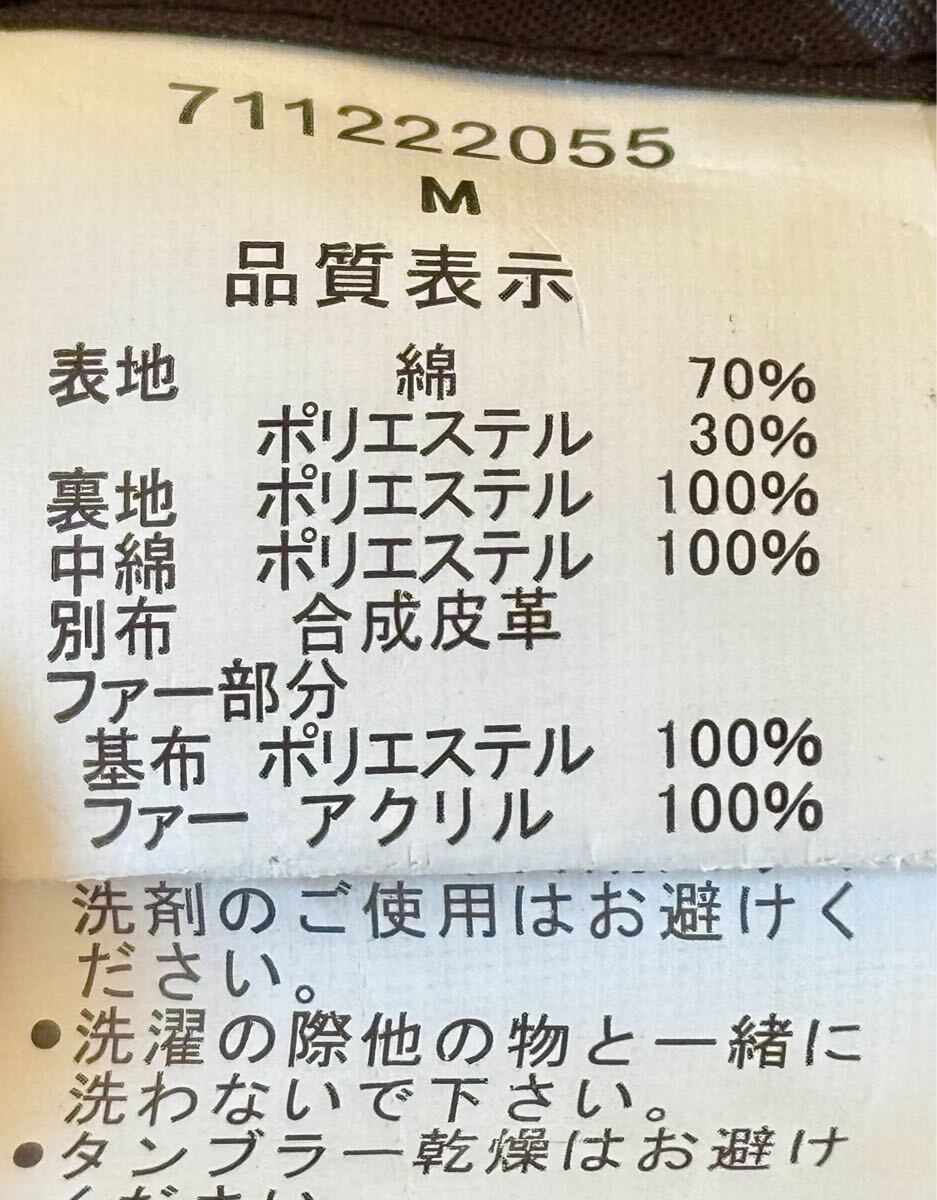 711222055
M
品質表示
表地 綿 70%
ポリエステル 30%
裏地 ポリエステル 100%
中綿 ポリエステル 100%
別布 合成皮革
ファー部分
基布 ポリエステル 100%
ファー アクリル 100%
洗剤のご使用はお避けく
ださい。
•洗濯の際他の物と一緒に
洗わないで下さい。
•タンブラー乾燥はお避け
ください